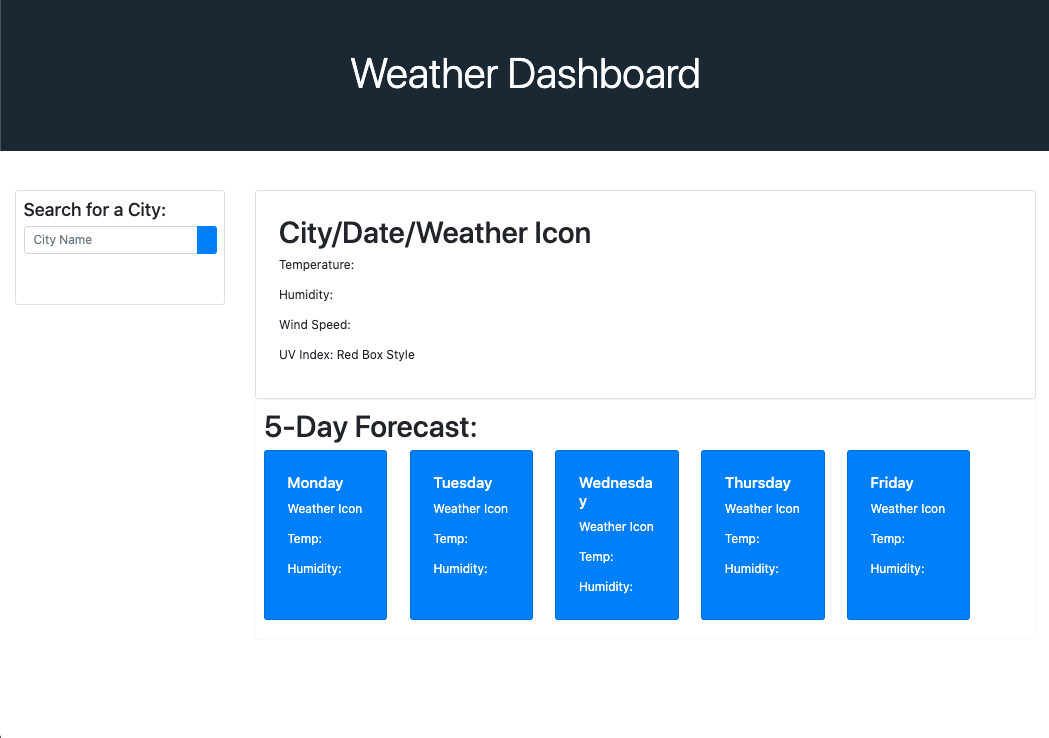 Weather Dashboard
Search for a City:
City Name
City/Date/Weather Icon
Temperature:
Humidity:
Wind Speed:
UV Index: Red Box Style
5-Day Forecast:
Monday
Weather Icon
Temp:
Humidity:
Tuesday
Weather Icon
Temp:
Humidity:
Wednesda
y
Weather Icon
Temp:
Humidity:
Thursday
Weather Icon
Temp:
Humidity:
Friday
Weather Icon
Temp:
Humidity: